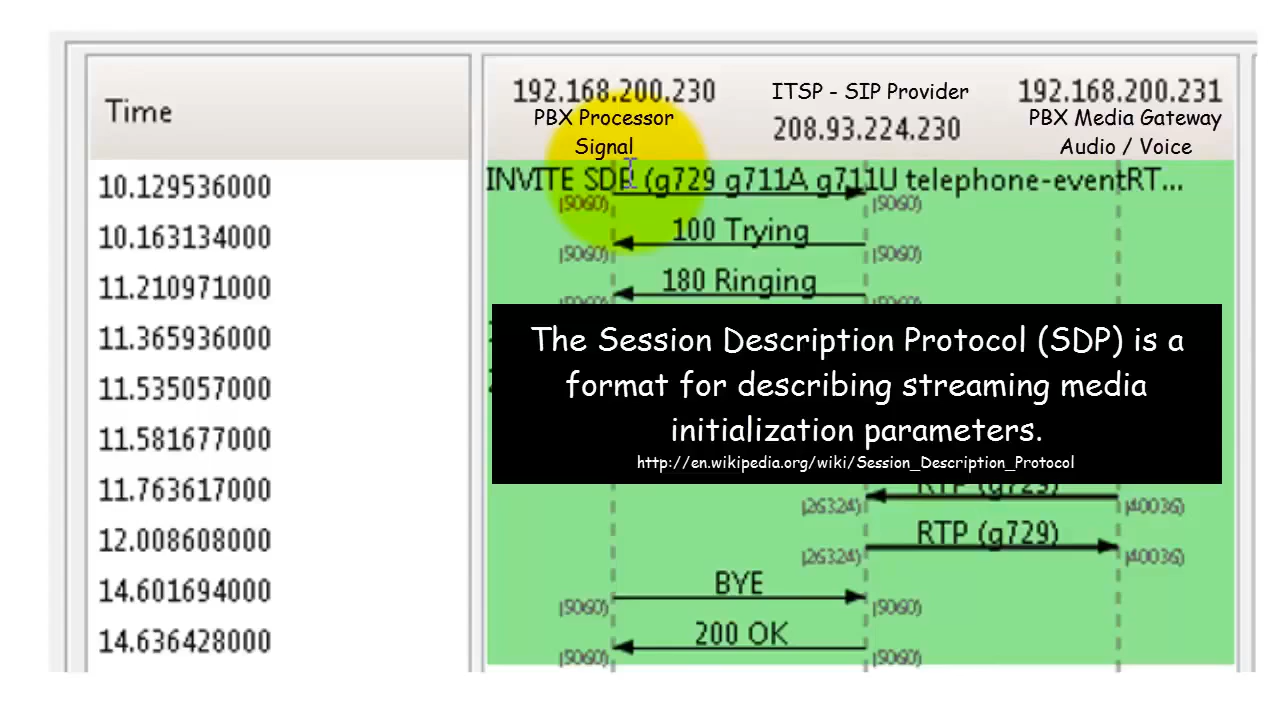 Time
192.168.200.230
PBX Processor
Signal
ITSP - SIP Provider
208.93.224.230
192.168.200.231
PBX Media Gateway
Audio / Voice
10.129536000
INVITE SDP (g729 g711A g711U telephone-eventRT...
(5060) (5060)
10.163134000
100 Trying
(5060) (5060)
11.210971000
180 Ringing
(5060) (5060)
11.365936000
11.535057000
11.581677000
The Session Description Protocol (SDP) is a
format for describing streaming media
initialization parameters.
http://en.wikipedia.org/wiki/Session_Description_Protocol
11.763617000
RTP (g729)
(26324) (40036)
12.008608000
RTP (g729)
(26324) (40036)
14.601694000
BYE
(5060) (5060)
14.636428000
200 OK
(5060) (5060)